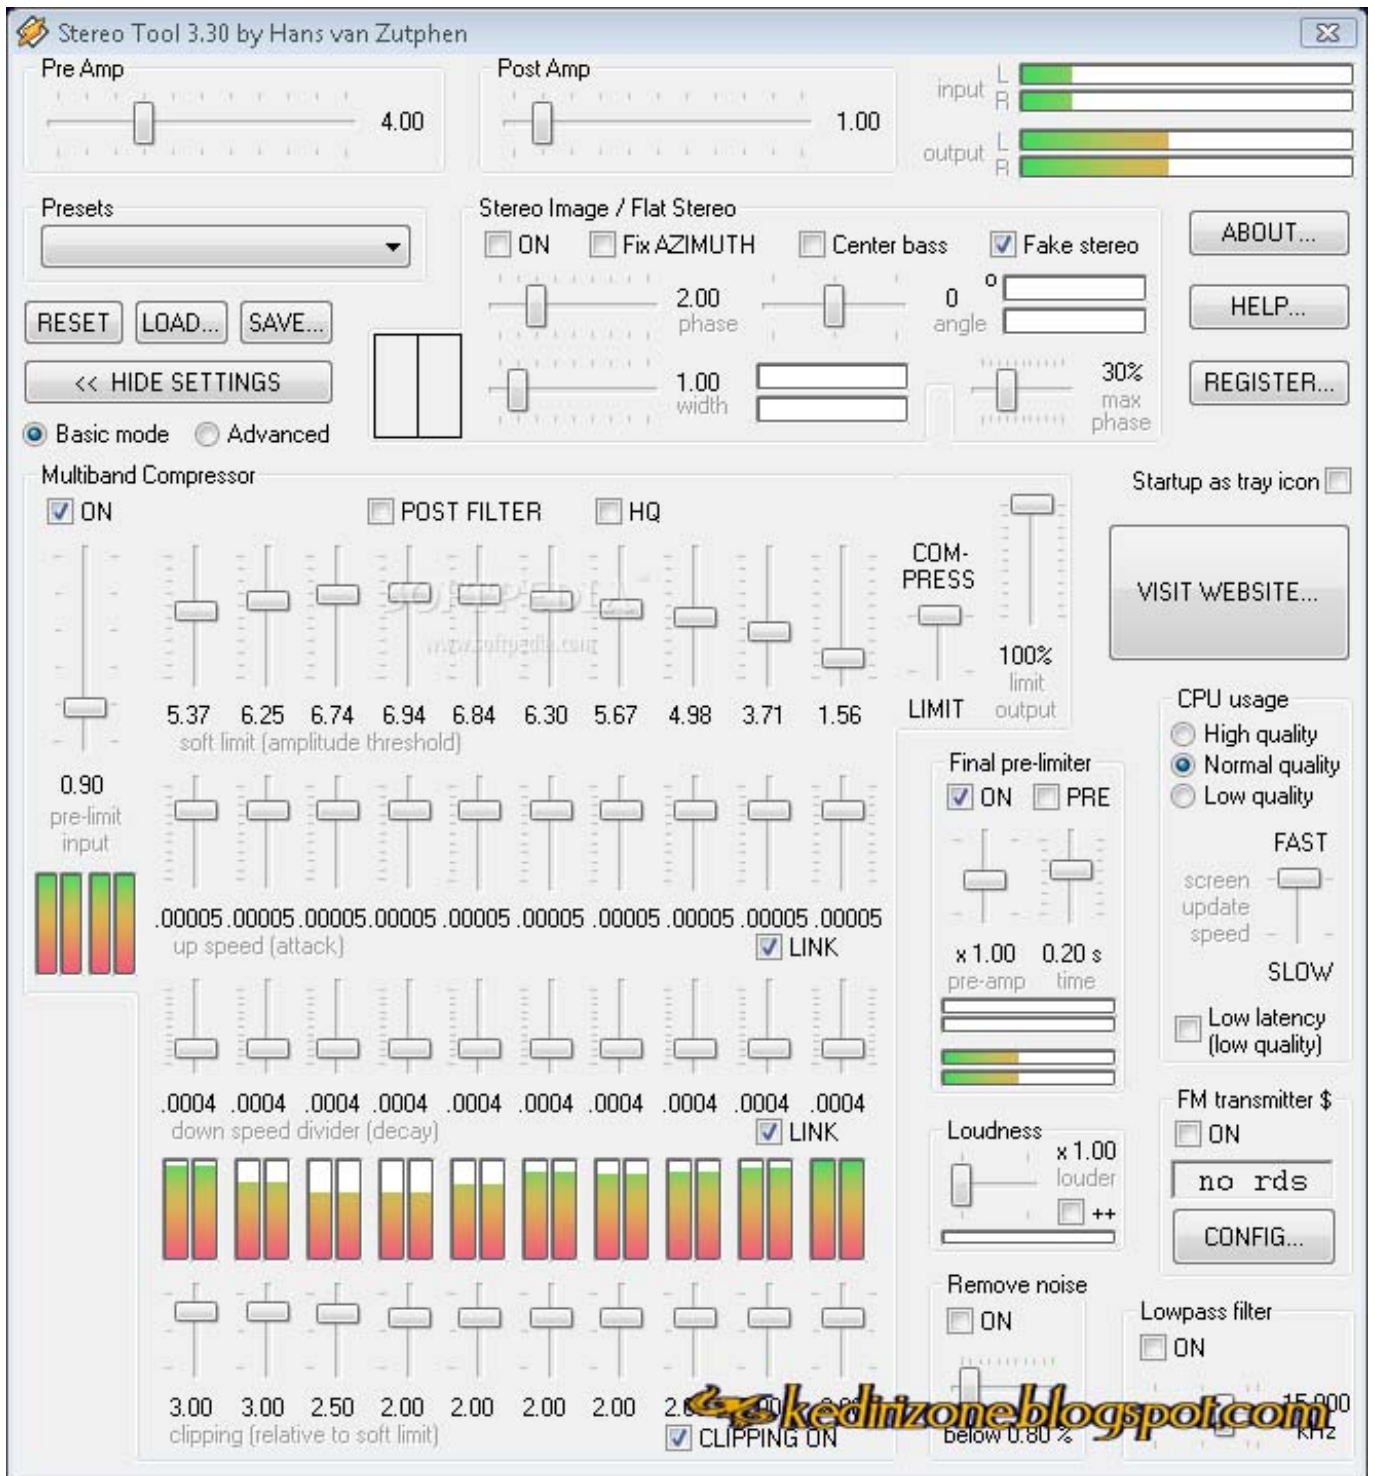 Stereo Tool 3.30 by Hans van Zutphen
Pre Amp
4.00
Post Amp
1.00
input L
R
output L
R
Presets
RESET LOAD... SAVE...
<< HIDE SETTINGS
Basic mode Advanced
Stereo Image / Flat Stereo
ON Fix AZIMUTH Center bass Fake stereo
2.00
phase
0 o
angle
1.00
width
30%
max
phase
ABOUT...
HELP...
REGISTER...
Multiband Compressor
ON POST FILTER HQ
SOFTPEDIA
www.softpedia.com
5.37 6.25 6.74 6.94 6.84 6.30 5.67 4.98 3.71 1.56
soft limit (amplitude threshold)
0.90
pre-limit
input
.00005 .00005 .00005 .00005 .00005 .00005 .00005 .00005 .00005 .00005
up speed (attack) LINK
.0004 .0004 .0004 .0004 .0004 .0004 .0004 .0004 .0004 .0004
down speed divider (decay) LINK
3.00 3.00 2.50 2.00 2.00 2.00 2.00
clipping (relative to soft limit) CLIPPING ON
COM-
PRESS
LIMIT
100%
limit
output
Startup as tray icon
VISIT WEBSITE...
CPU usage
High quality
Normal quality
Low quality
FAST
screen
update
speed
SLOW
Low latency
(low quality)
Final pre-limiter
ON PRE
x 1.00 0.20 s
pre-amp time
Loudness
x 1.00
louder
++
FM transmitter $
ON
no rds
CONFIG...
Remove noise
ON
below 0.80 %
Lowpass filter
ON
KHz
kedirizone.blogspot.com